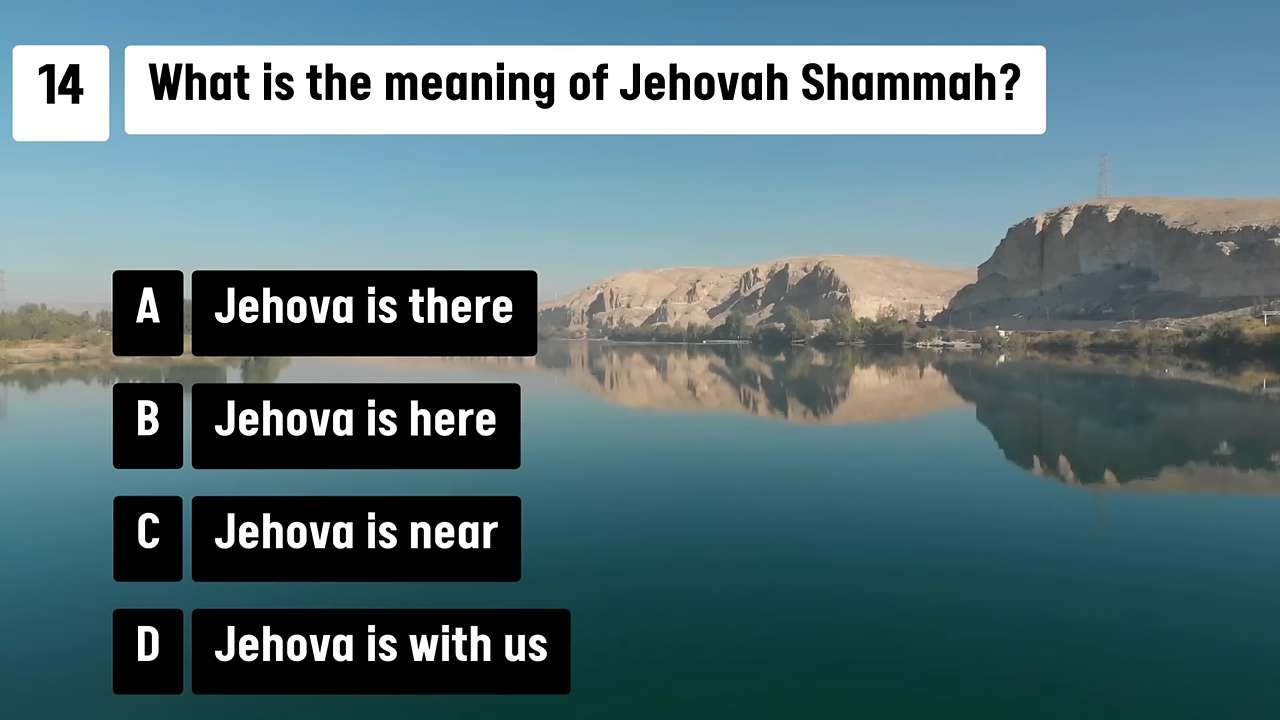 14
What is the meaning of Jehovah Shammah?
A
Jehova is there
B
Jehova is here
C
Jehova is near
D
Jehova is with us